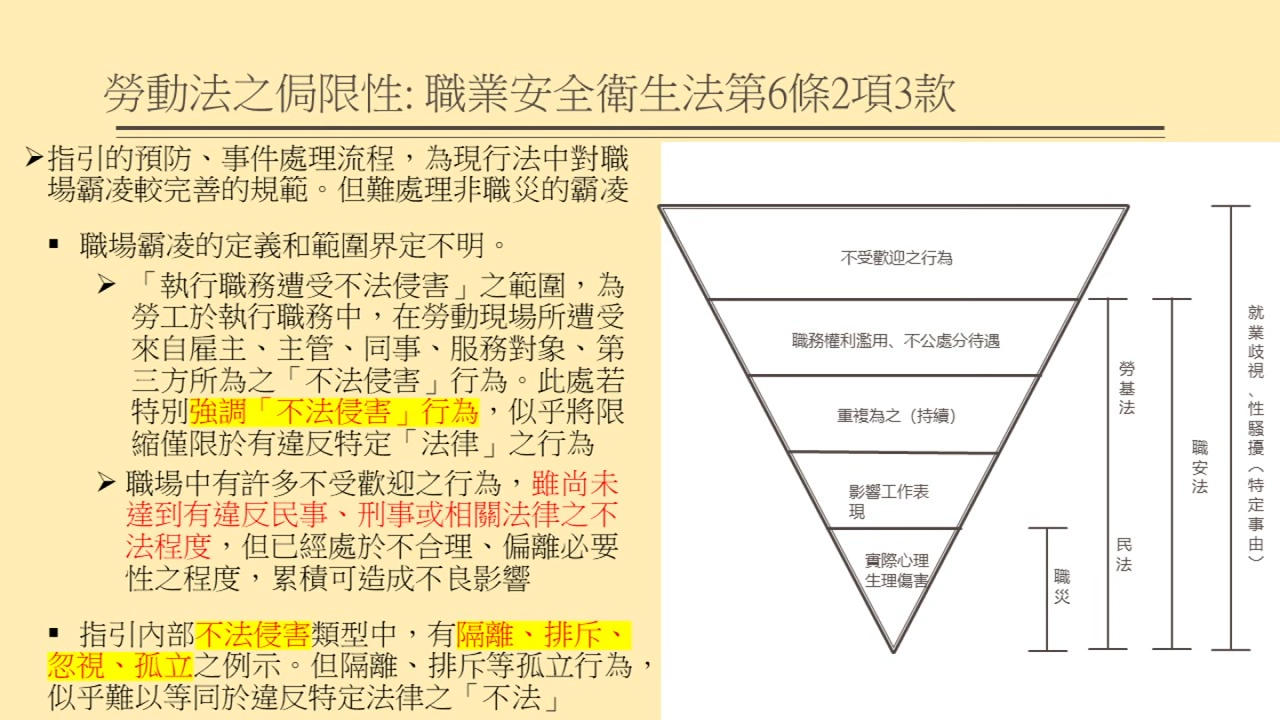 勞動法之侷限性: 職業安全衛生法第6條2項3款
➢指引的預防、事件處理流程，為現行法中對職
場霸凌較完善的規範。但難處理非職災的霸凌
▪ 職場霸凌的定義和範圍界定不明。
➢ 「執行職務遭受不法侵害」之範圍，為
勞工於執行職務中，在勞動現場所遭受
來自雇主、主管、同事、服務對象、第
三方所為之「不法侵害」行為。此處若
特別強調「不法侵害」行為，似乎將限
縮僅限於有違反特定「法律」之行為
➢ 職場中有許多不受歡迎之行為，雖尚未
達到有違反民事、刑事或相關法律之不
法程度，但已經處於不合理、偏離必要
性之程度，累積可造成不良影響
▪ 指引內部不法侵害類型中，有隔離、排斥、
忽視、孤立之例示。但隔離、排斥等孤立行為，
似乎難以等同於違反特定法律之「不法」
不受歡迎之行為
職務權利濫用、不公處分待遇
重複為之（持續）
影響工作表
現
實際心理
生理傷害
職災
勞基法
民法
職安法
就業歧視、性騷擾（特定事由）